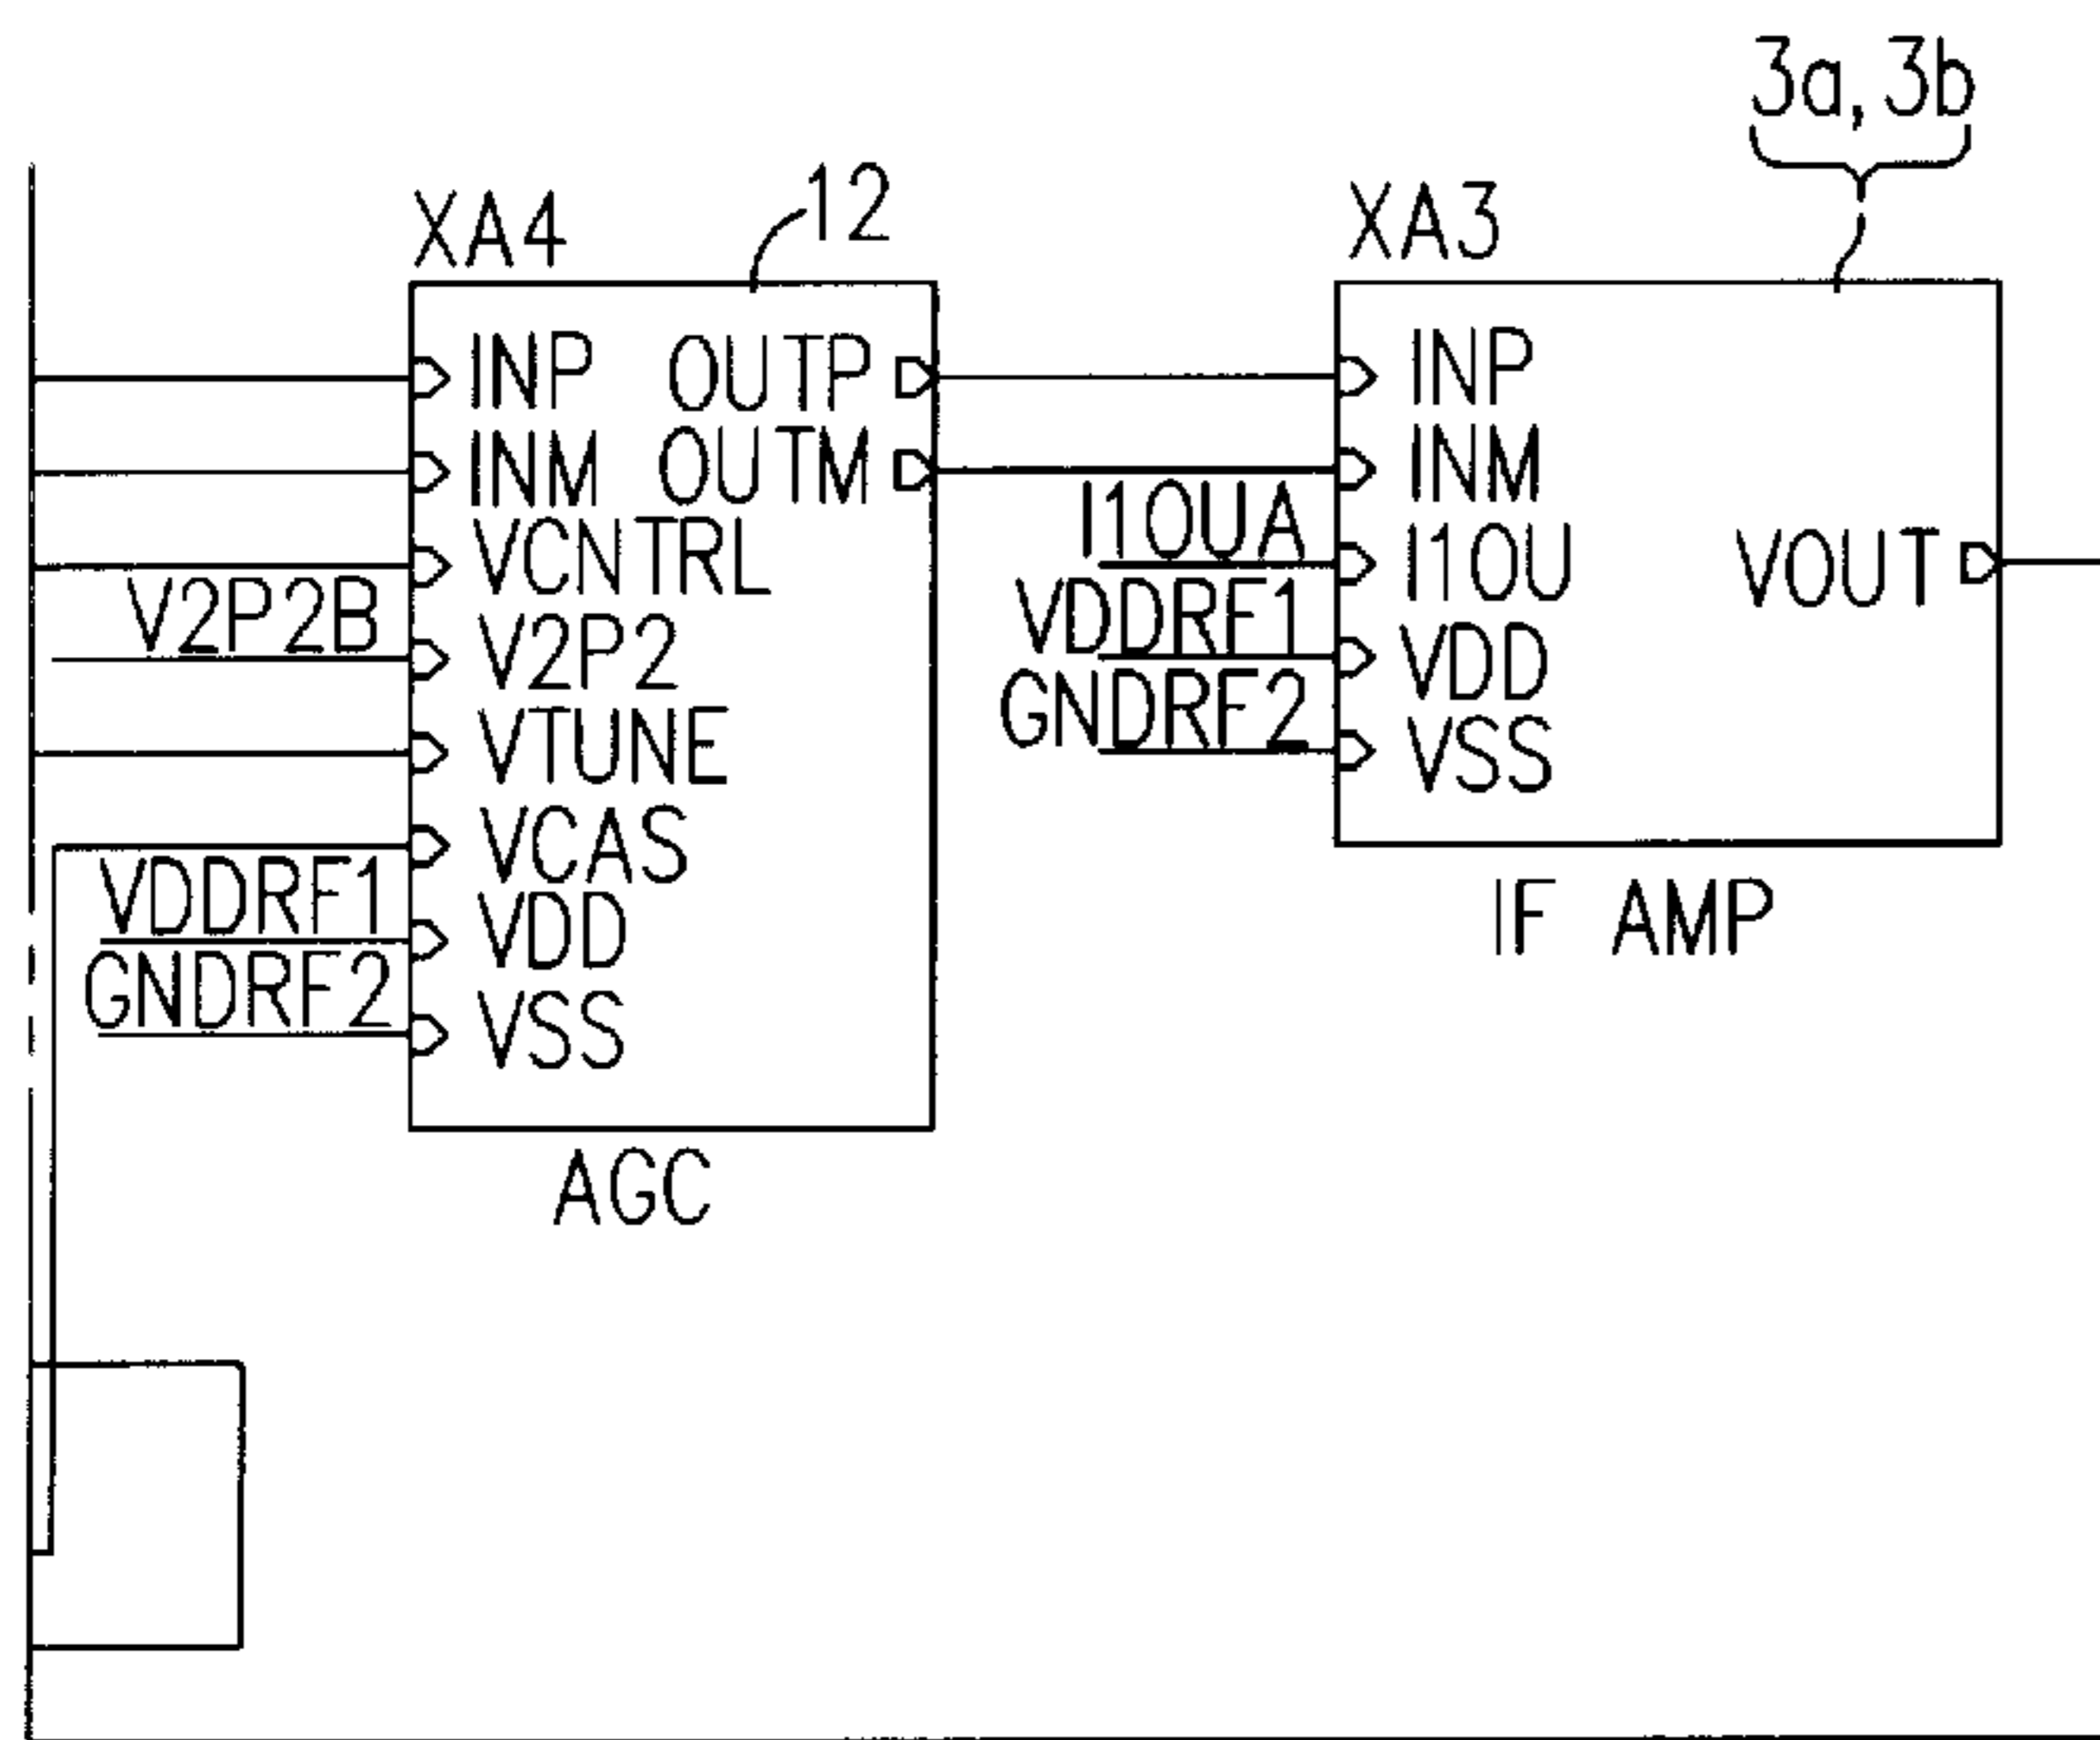 3a, 3b
12
XA4
XA3
INP OUTP
INM OUTM
VCNTRL
V2P2B
V2P2
VTUNE
VCAS
VDDRF1
VDD
GNDRF2
VSS
AGC
INP
INM
I10UA
I10U
VOUT
VDDRF1
VDD
GNDRF2
VSS
IF AMP